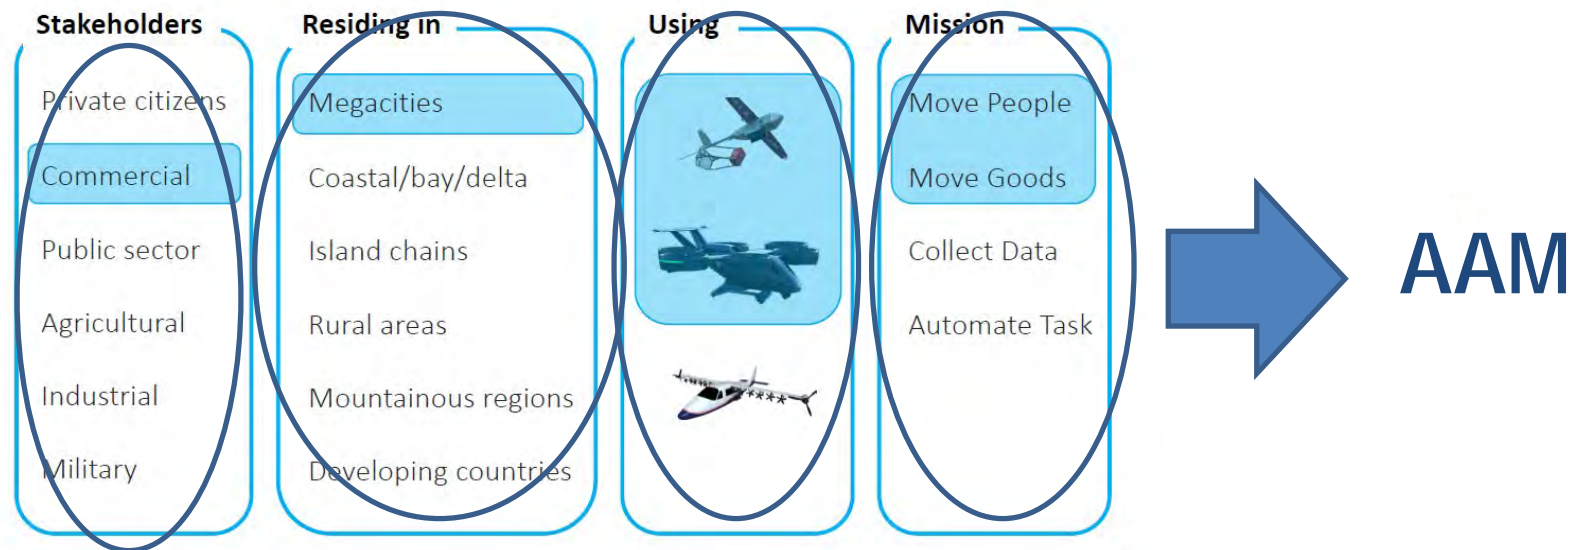 Stakeholders
Private citizens
Commercial
Public sector
Agricultural
Industrial
Military
Residing in
Megacities
Coastal/bay/delta
Island chains
Rural areas
Mountainous regions
Developing countries
Using
Mission
Move People
Move Goods
Collect Data
Automate Task
AAM